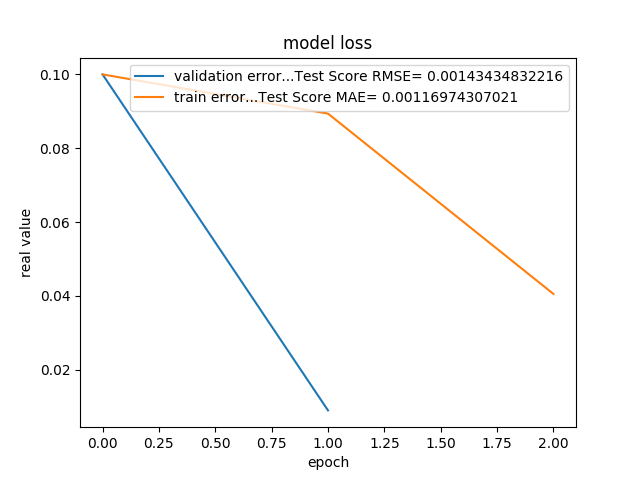 model loss
validation error...Test Score RMSE= 0.00143434832216
train error...Test Score MAE= 0.00116974307021
real value
0.10
0.08
0.06
0.04
0.02
0.00 0.25 0.50 0.75 1.00 1.25 1.50 1.75 2.00
epoch